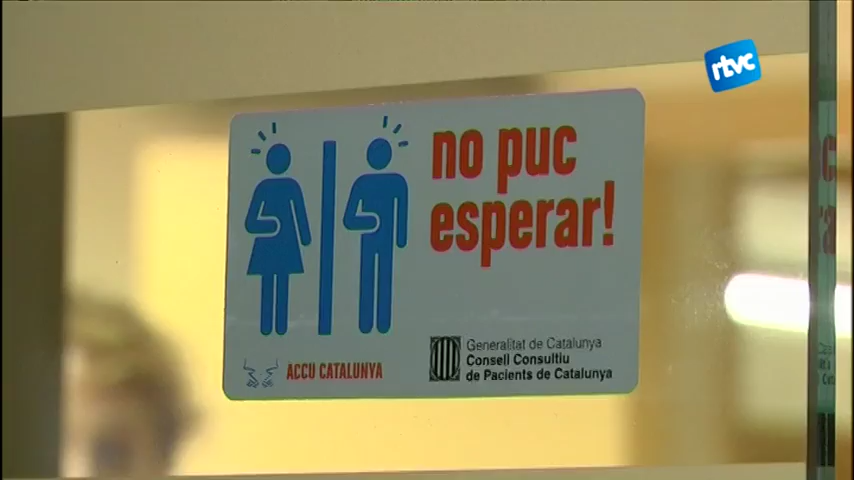 rtvc
no puc
esperar!
ACCU CATALUNYA
Generalitat de Catalunya
Consell Consultiu
de Pacients de Catalunya